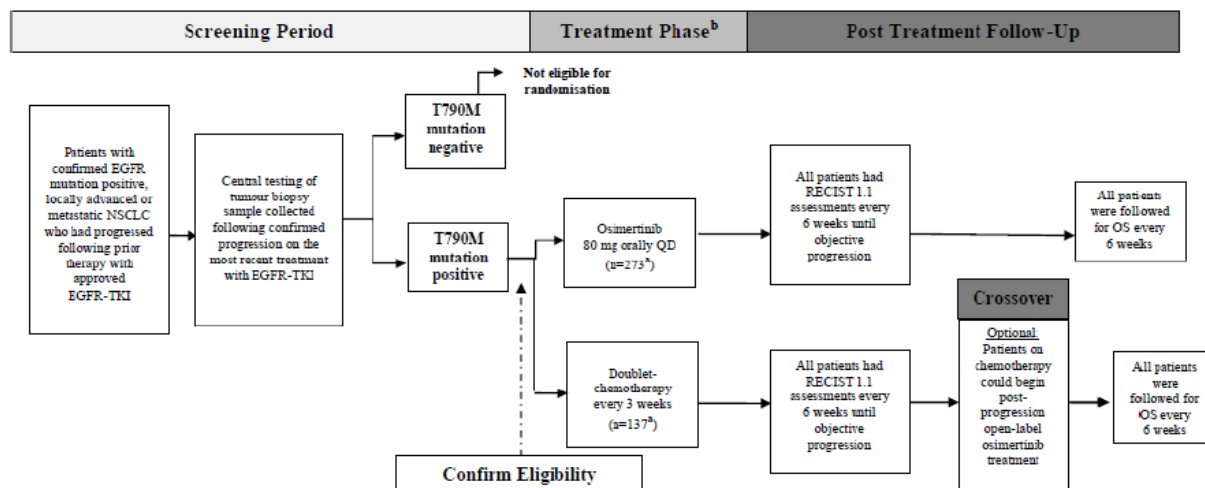 Screening Period
Treatment Phaseᵇ
Post Treatment Follow-Up
Patients with
confirmed EGFR
mutation positive,
locally advanced or
metastatic NSCLC
who had progressed
following prior
therapy with
approved
EGFR-TKI
Central testing of
tumour biopsy
sample collected
following confirmed
progression on the
most recent treatment
with EGFR-TKI
T790M
mutation
negative
Not eligible for
randomisation
T790M
mutation
positive
Confirm Eligibility
Osimertinib
80 mg orally QD
(n=273ᵃ)
All patients had
RECIST 1.1
assessments every
6 weeks until
objective
progression
All patients
were followed
for OS every
6 weeks
Doublet-
chemotherapy
every 3 weeks
(n=137ᵃ)
All patients had
RECIST 1.1
assessments every
6 weeks until
objective
progression
Crossover
Optional:
Patients on
chemotherapy
could begin
post-
progression
open-label
osimertinib
treatment
All patients
were
followed for
OS every
6 weeks